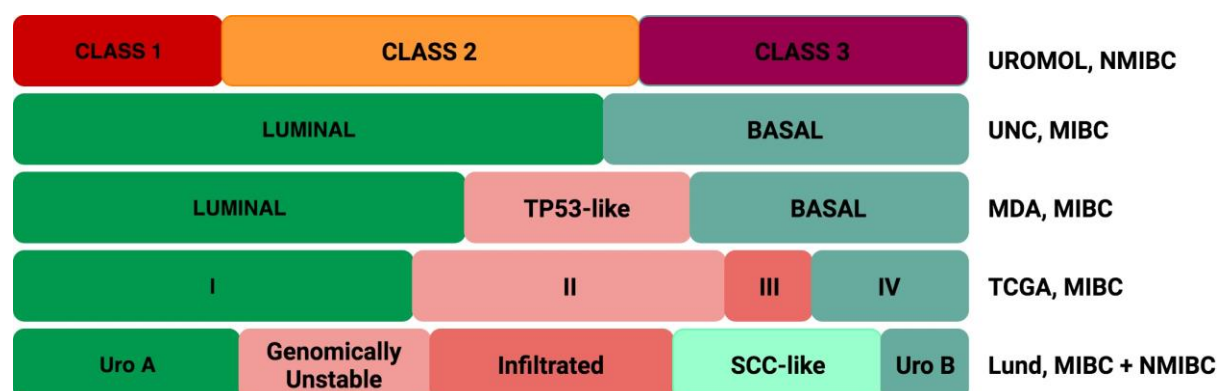 CLASS 1 CLASS 2 CLASS 3 UROMOL, NMIBC
LUMINAL BASAL UNC, MIBC
LUMINAL TP53-like BASAL MDA, MIBC
I II III IV TCGA, MIBC
Uro A Genomically Unstable Infiltrated SCC-like Uro B Lund, MIBC + NMIBC